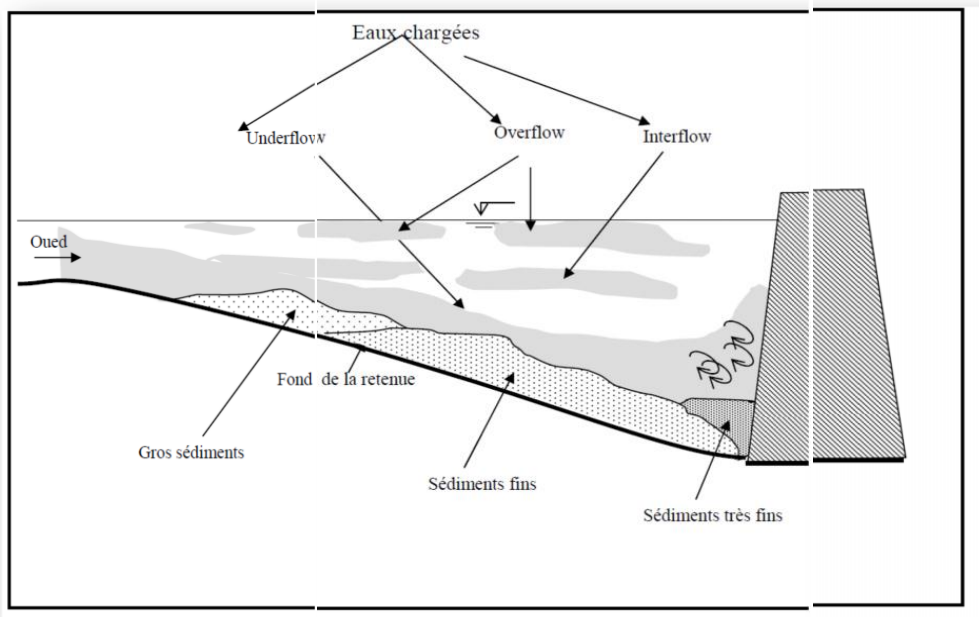 Eaux chargées
Underflow
Overflow
Interflow
Oued
Fond de la retenue
Gros sédiments
Sédiments fins
Sédiments très fins